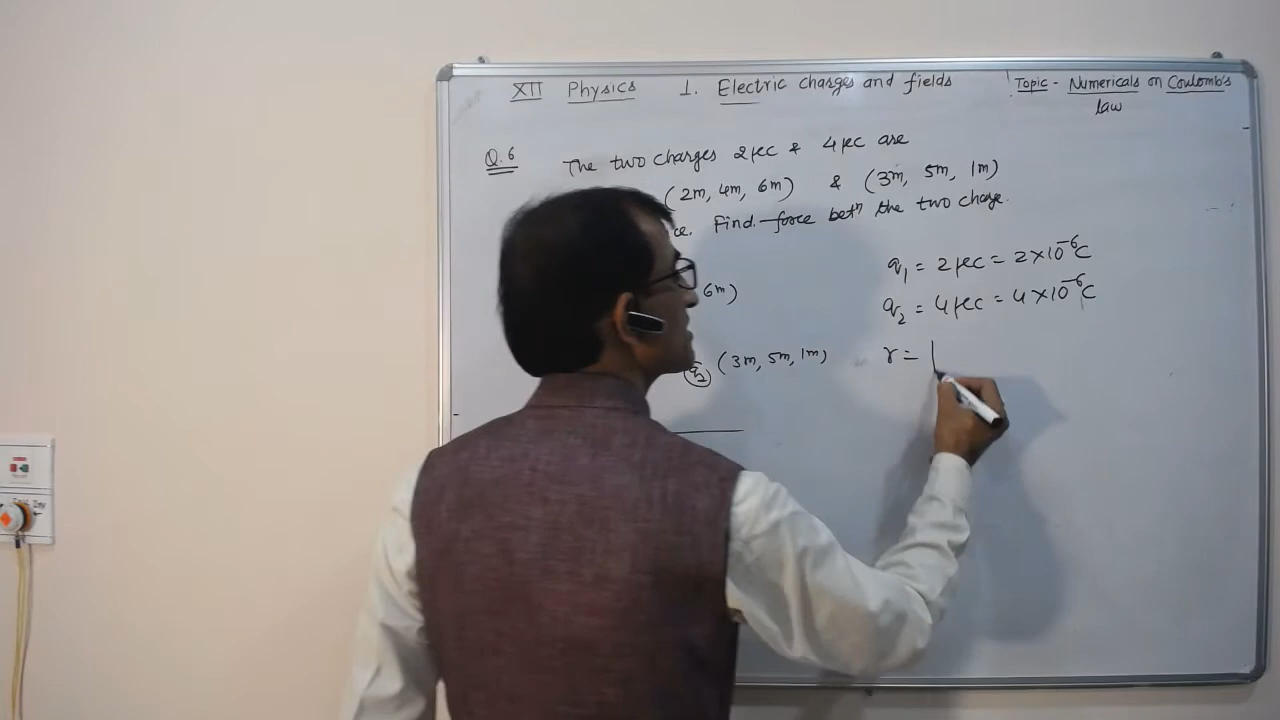 XII Physics 1. Electric charges and fields Topic - Numericals on Coulomb's
law
Q.6 The two charges 2μC & 4μC are
(2m, 4m, 6m) & (3m, 5m, 1m)
ce. Find force betn the two charge.
q1 = 2μC = 2×10⁻⁶C
6m)
q2 = 4μC = 4×10⁻⁶C
q2 (3m, 5m, 1m)
r =